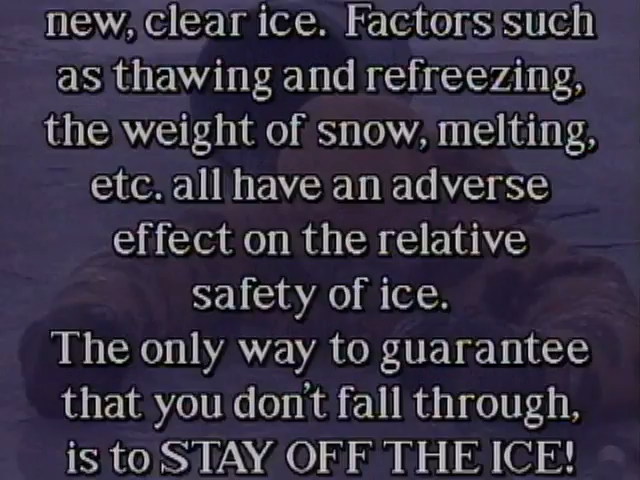 new, clear ice. Factors such
as thawing and refreezing,
the weight of snow, melting,
etc. all have an adverse
effect on the relative
safety of ice.
The only way to guarantee
that you don't fall through,
is to STAY OFF THE ICE!